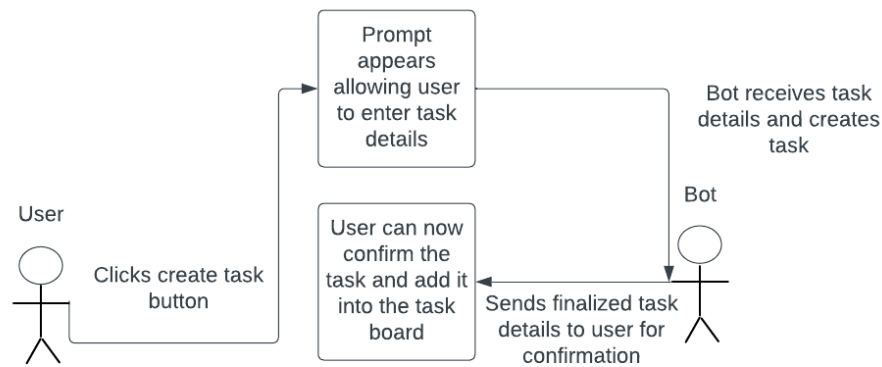 Prompt
appears
allowing user
to enter task
details
Bot receives task
details and creates
task
User
Bot
Clicks create task
button
User can now
confirm the
task and add it
into the task
board
Sends finalized task
details to user for
confirmation